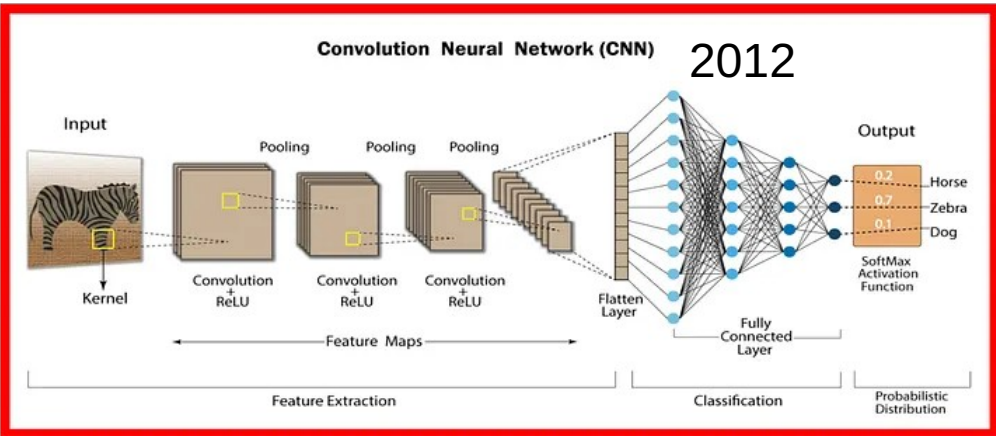 Convolution Neural Network (CNN)
2012
Input
Kernel
Pooling
Pooling
Pooling
Convolution
+
ReLU
Convolution
+
ReLU
Convolution
+
ReLU
Feature Maps
Flatten
Layer
Fully
Connected
Layer
Output
0.2
Horse
0.7
Zebra
0.1
Dog
SoftMax
Activation
Function
Feature Extraction
Classification
Probabilistic
Distribution